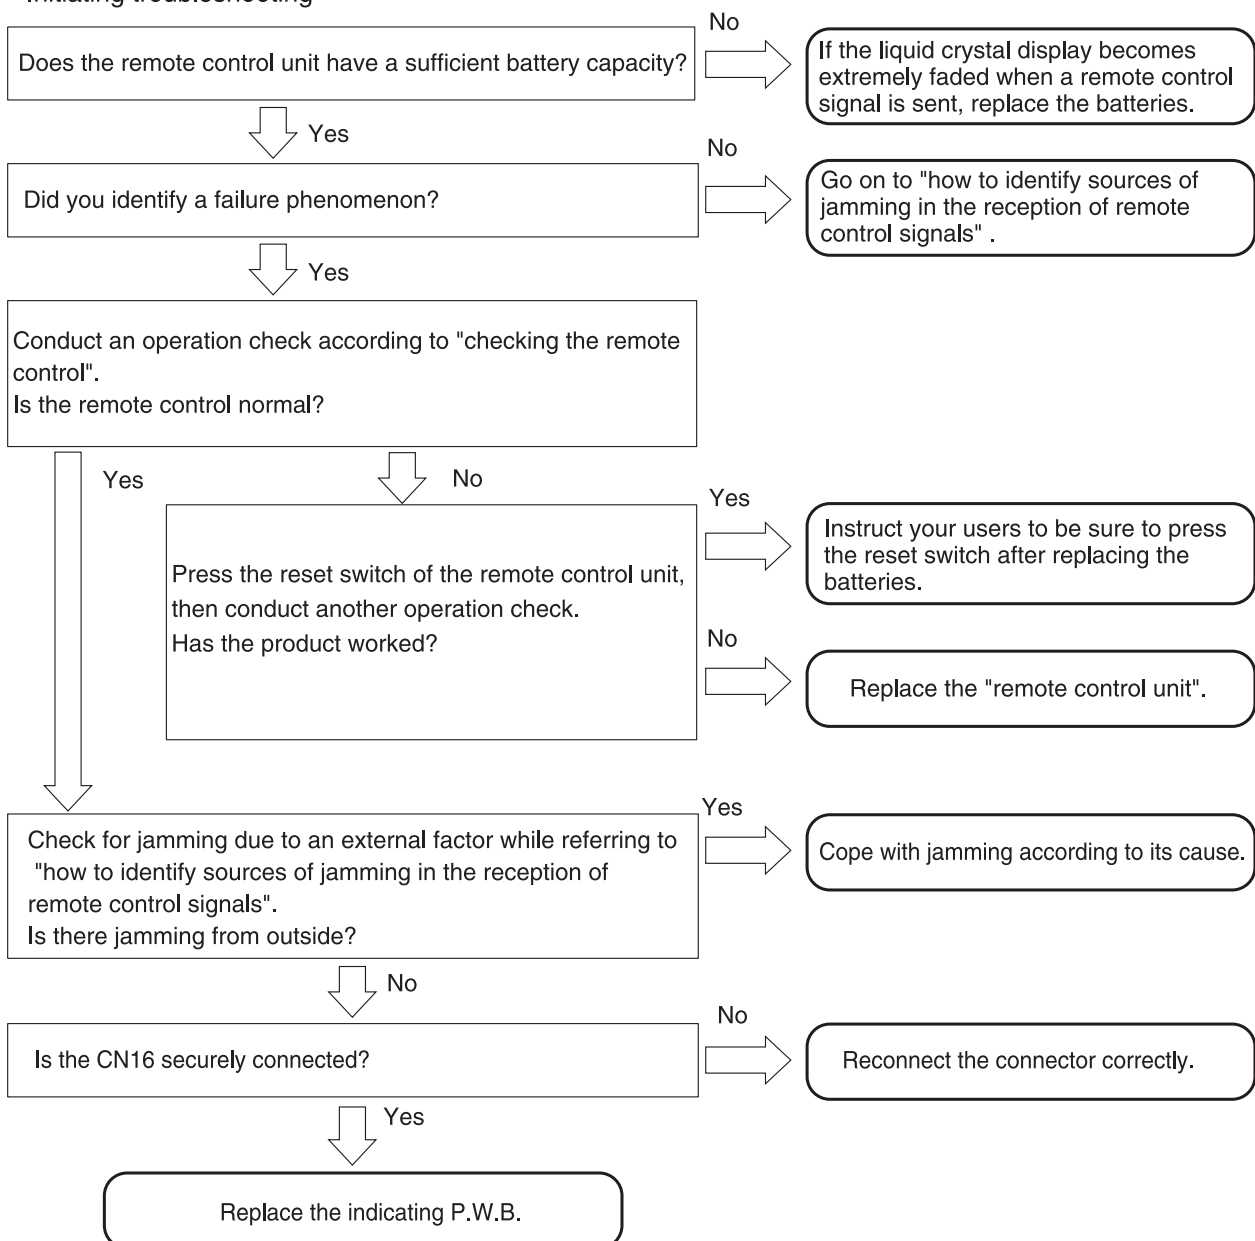 Initiating troubleshooting
No
Does the remote control unit have a sufficient battery capacity?
If the liquid crystal display becomes
extremely faded when a remote control
signal is sent, replace the batteries.
Yes
No
Did you identify a failure phenomenon?
Go on to "how to identify sources of
jamming in the reception of remote
control signals" .
Yes
Conduct an operation check according to "checking the remote
control".
Is the remote control normal?
Yes
No
Yes
Press the reset switch of the remote control unit,
then conduct another operation check.
Has the product worked?
Instruct your users to be sure to press
the reset switch after replacing the
batteries.
No
Replace the "remote control unit".
Yes
Check for jamming due to an external factor while referring to
"how to identify sources of jamming in the reception of
remote control signals".
Is there jamming from outside?
Cope with jamming according to its cause.
No
No
Is the CN16 securely connected?
Reconnect the connector correctly.
Yes
Replace the indicating P.W.B.